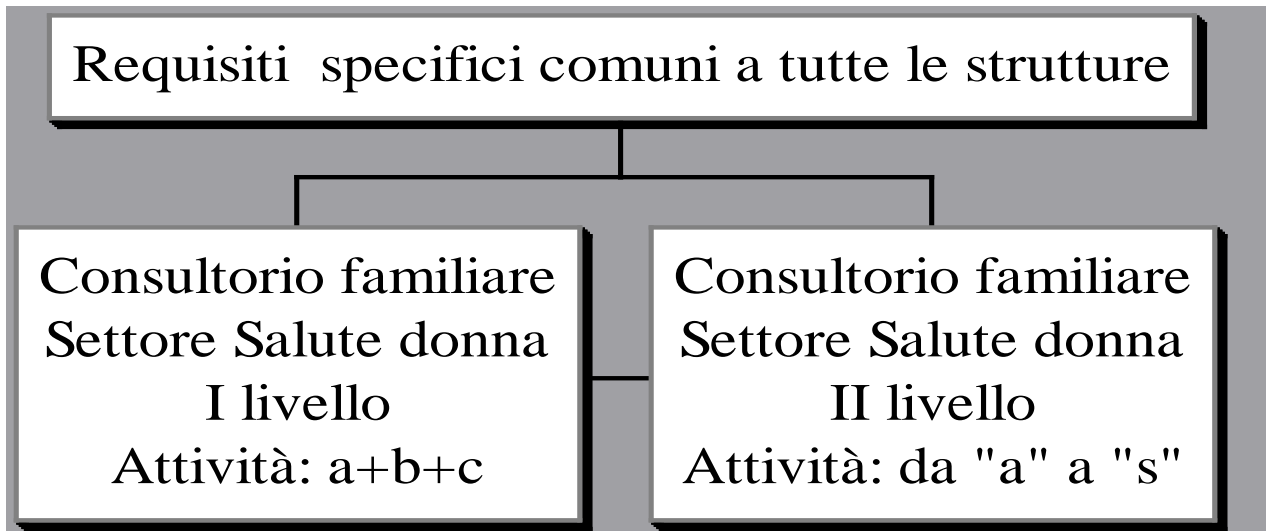 Requisiti specifici comuni a tutte le strutture
Consultorio familiare
Settore Salute donna
I livello
Attività: a+b+c
Consultorio familiare
Settore Salute donna
II livello
Attività: da "a" a "s"